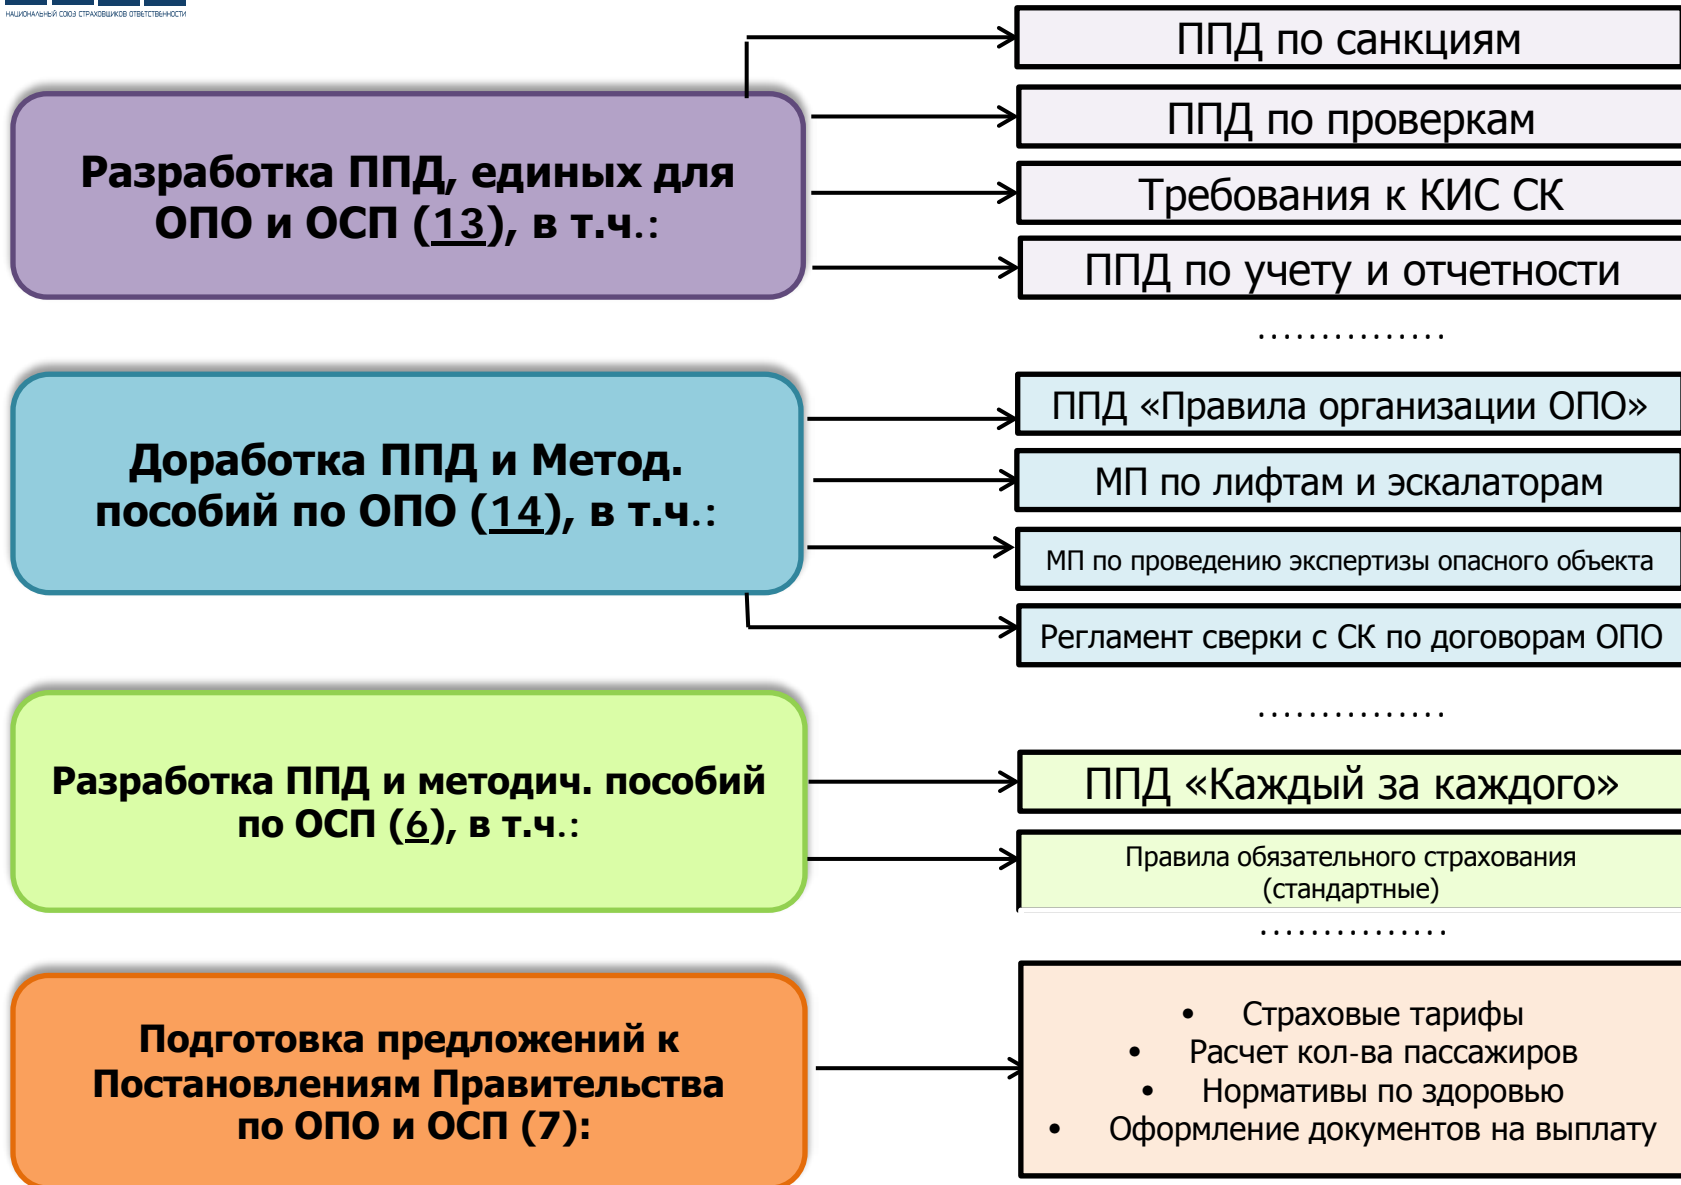 НАЦИОНАЛЬНЫЙ СОЮЗ СТРАХОВЩИКОВ ОТВЕТСТВЕННОСТИ
Разработка ППД, единых для
ОПО и ОСП (13), в т.ч.:
ППД по санкциям
ППД по проверкам
Требования к КИС СК
ППД по учету и отчетности
...............
Доработка ППД и Метод.
пособий по ОПО (14), в т.ч.:
ППД «Правила организации ОПО»
МП по лифтам и эскалаторам
МП по проведению экспертизы опасного объекта
Регламент сверки с СК по договорам ОПО
...............
Разработка ППД и методич. пособий
по ОСП (6), в т.ч.:
ППД «Каждый за каждого»
Правила обязательного страхования
(стандартные)
...............
Подготовка предложений к
Постановлениям Правительства
по ОПО и ОСП (7):
• Страховые тарифы
• Расчет кол-ва пассажиров
• Нормативы по здоровью
• Оформление документов на выплату